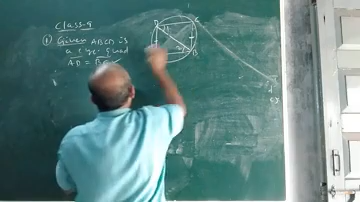 Class-9
(1) Given ABCD is
a cyc. quad
AD = BC
D
C
B